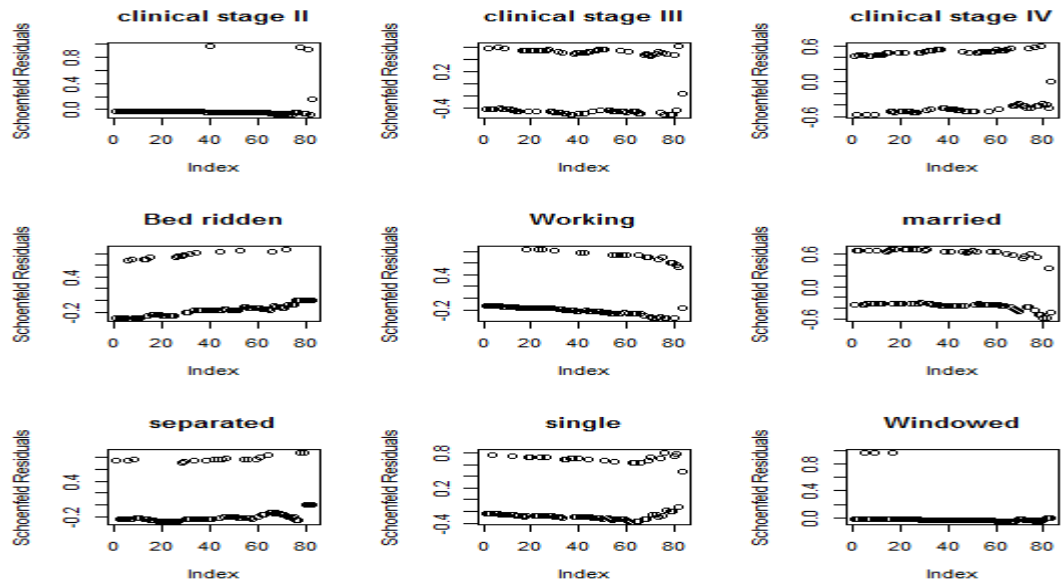 clinical stage II
Schoenfeld Residuals
0.0 0.4 0.8
0 20 40 60 80
Index
clinical stage III
Schoenfeld Residuals
-0.4 0.2
0 20 40 60 80
Index
clinical stage IV
Schoenfeld Residuals
-0.6 0.0 0.6
0 20 40 60 80
Index
Bed ridden
Schoenfeld Residuals
-0.2 0.4
0 20 40 60 80
Index
Working
Schoenfeld Residuals
-0.2 0.4
0 20 40 60 80
Index
married
Schoenfeld Residuals
-0.6 0.0 0.6
0 20 40 60 80
Index
separated
Schoenfeld Residuals
-0.2 0.4
0 20 40 60 80
Index
single
Schoenfeld Residuals
-0.4 0.2 0.8
0 20 40 60 80
Index
Windowed
Schoenfeld Residuals
0.0 0.4 0.8
0 20 40 60 80
Index